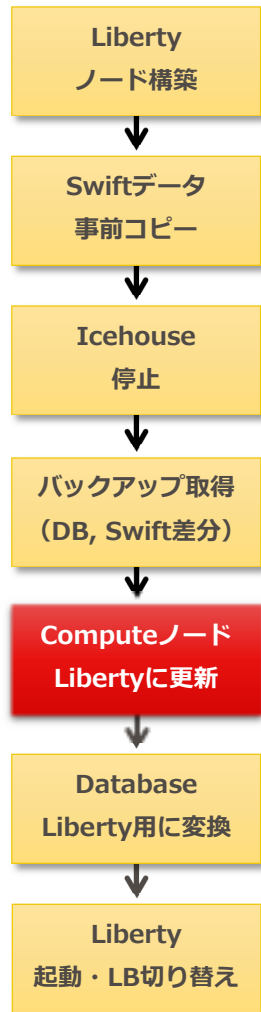 Liberty
ノード構築
Swiftデータ
事前コピー
Icehouse
停止
バックアップ取得
（DB, Swift差分）
Computeノード
Libertyに更新
Database
Liberty用に変換
Liberty
起動・LB切り替え